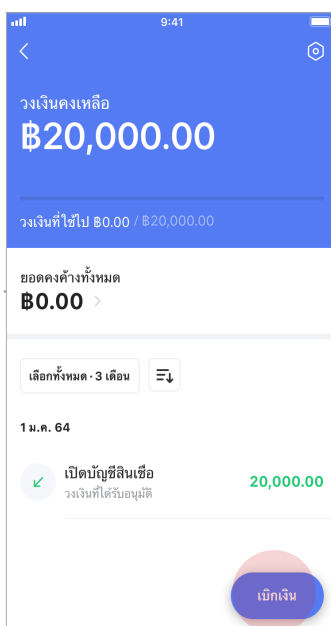 9:41
วงเงินคงเหลือ
฿20,000.00
วงเงินที่ใช้ไป ฿0.00 / ฿20,000.00
ยอดคงค้างทั้งหมด
฿0.00
เลือกทั้งหมด · 3 เดือน
1 ม.ค. 64
เปิดบัญชีสินเชื่อ
20,000.00
วงเงินที่ได้รับอนุมัติ
เบิกเงิน